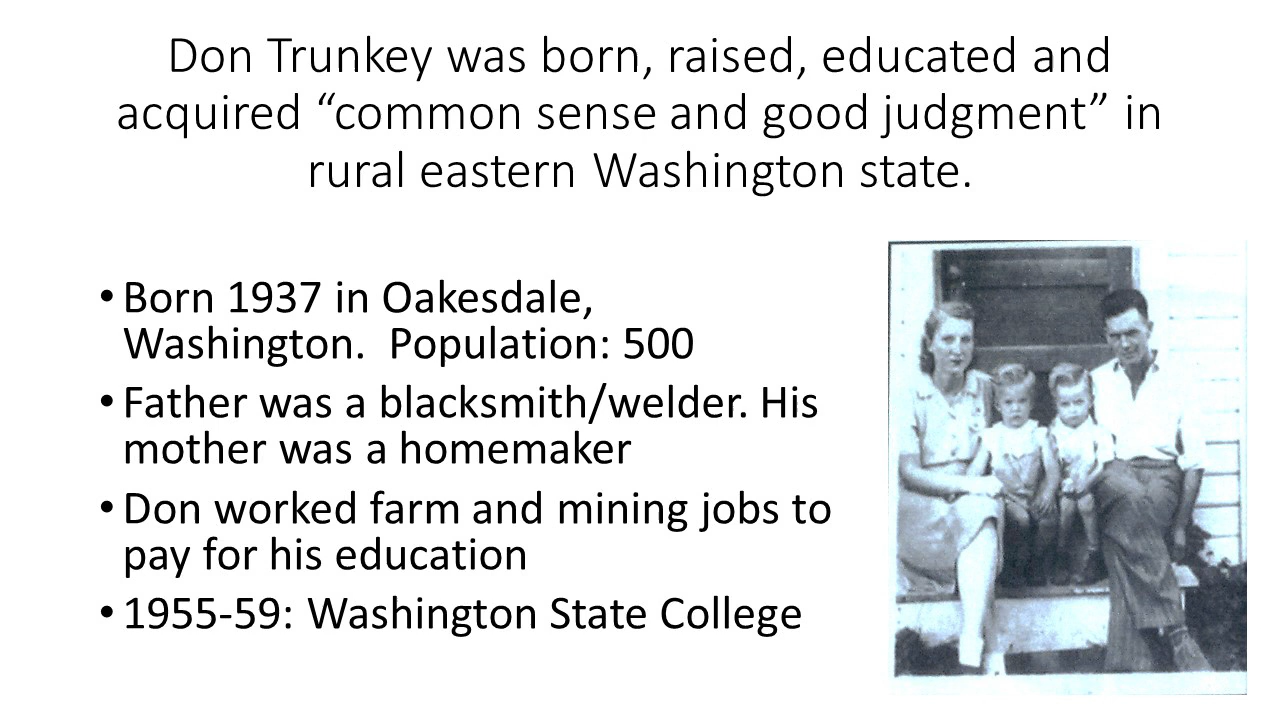 Don Trunkey was born, raised, educated and
acquired “common sense and good judgment” in
rural eastern Washington state.
• Born 1937 in Oakesdale,
Washington.  Population: 500
• Father was a blacksmith/welder. His
mother was a homemaker
• Don worked farm and mining jobs to
pay for his education
• 1955-59: Washington State College